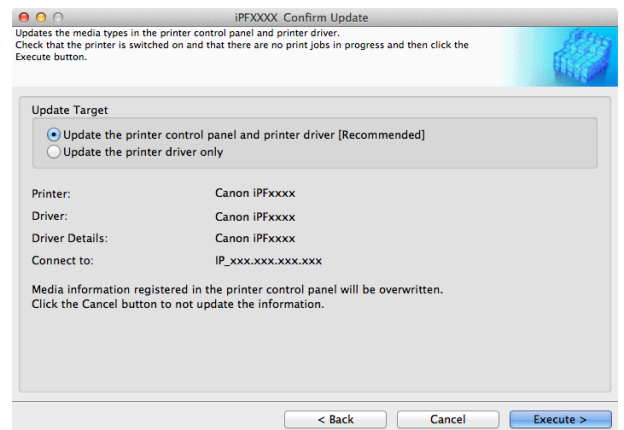 iPFXXXX Confirm Update
Updates the media types in the printer control panel and printer driver.
Check that the printer is switched on and that there are no print jobs in progress and then click the
Execute button.
Update Target
Update the printer control panel and printer driver [Recommended]
Update the printer driver only
Printer: Canon iPFxxxx
Driver: Canon iPFxxxx
Driver Details: Canon iPFxxxx
Connect to: IP_xxx.xxx.xxx.xxx
Media information registered in the printer control panel will be overwritten.
Click the Cancel button to not update the information.
< Back Cancel Execute >